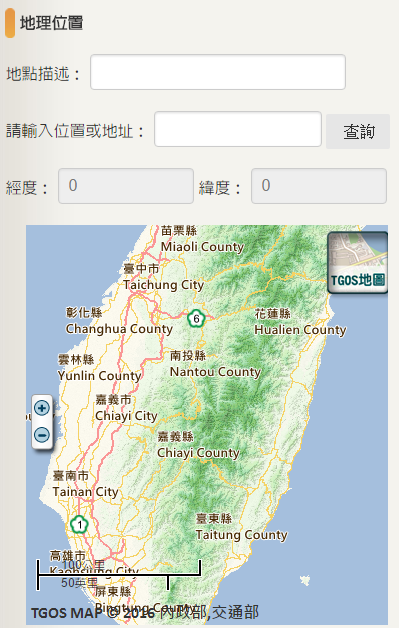 地理位置
地點描述：
請輸入位置或地址：
查詢
經度： 0 緯度： 0
苗栗縣
Miaoli County
TGOS地圖
臺中市
Taichung City
彰化縣
Changhua County
6
花蓮縣
Hualien County
雲林縣
Yunlin County
南投縣
Nantou County
嘉義市
Chiayi City
嘉義縣
Chiayi County
臺南市
Tainan City
1
臺東縣
Taitung County
高雄市
Kaohsiung City
100公里
50英里
屏東縣
Pingtung County
TGOS MAP © 2016 內政部,交通部